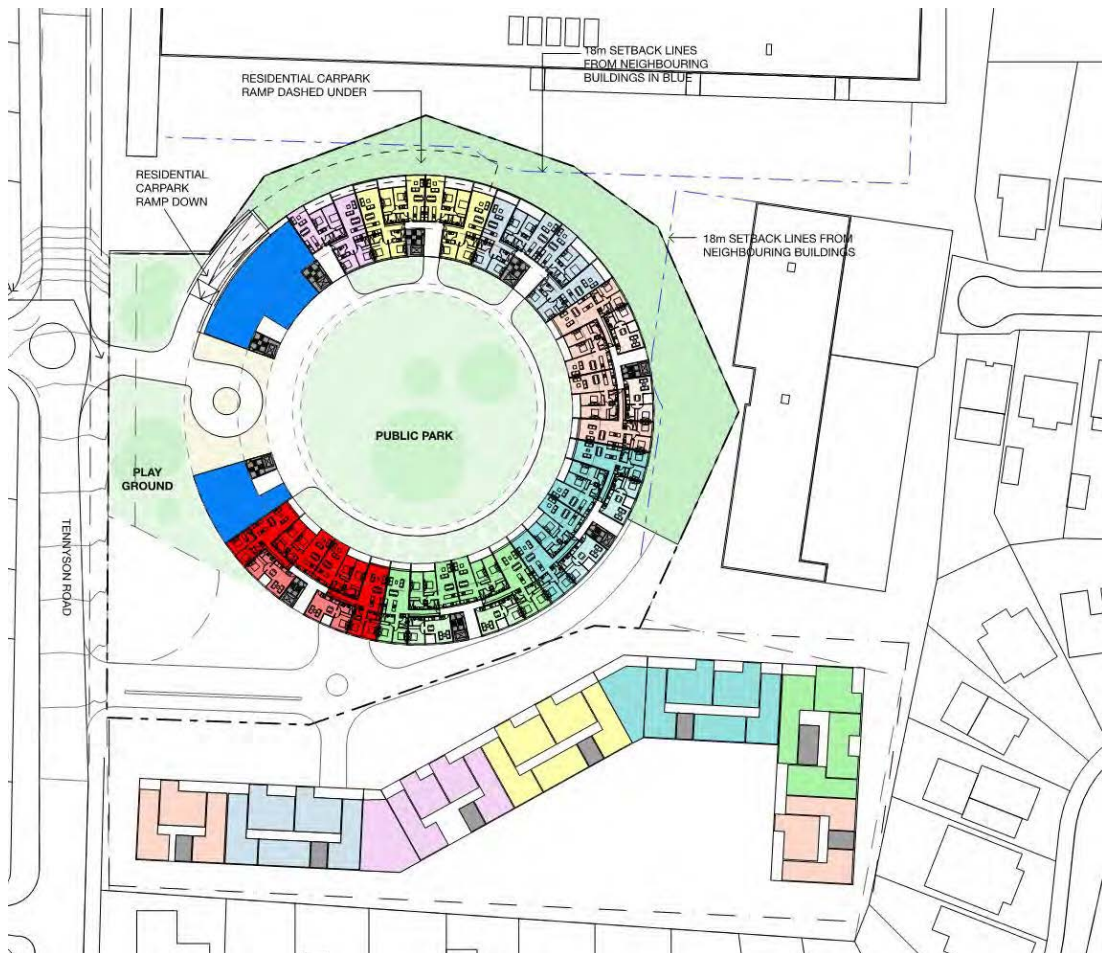 18m SETBACK LINES
FROM NEIGHBOURING
BUILDINGS IN BLUE
RESIDENTIAL CARPARK
RAMP DASHED UNDER
RESIDENTIAL
CARPARK
RAMP DOWN
18m SETBACK LINES FROM
NEIGHBOURING BUILDINGS
PUBLIC PARK
PLAY
GROUND
TENNYSON ROAD